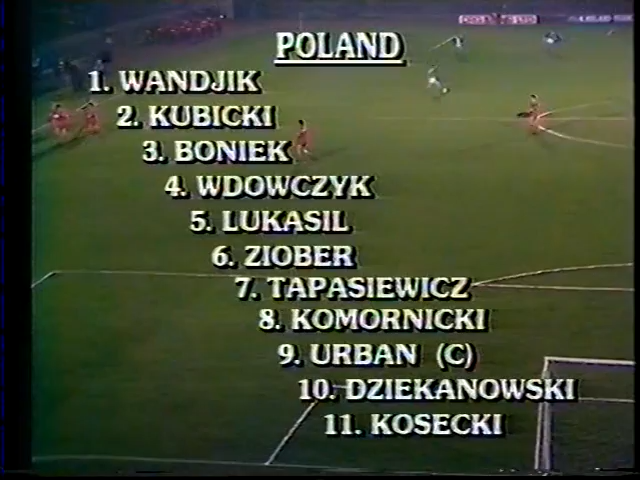 POLAND
1. WANDJIK
2. KUBICKI
3. BONIEK
4. WDOWCZYK
5. LUKASIL
6. ZIOBER
7. TAPASIEWICZ
8. KOMORNICKI
9. URBAN (C)
10. DZIEKANOWSKI
11. KOSECKI